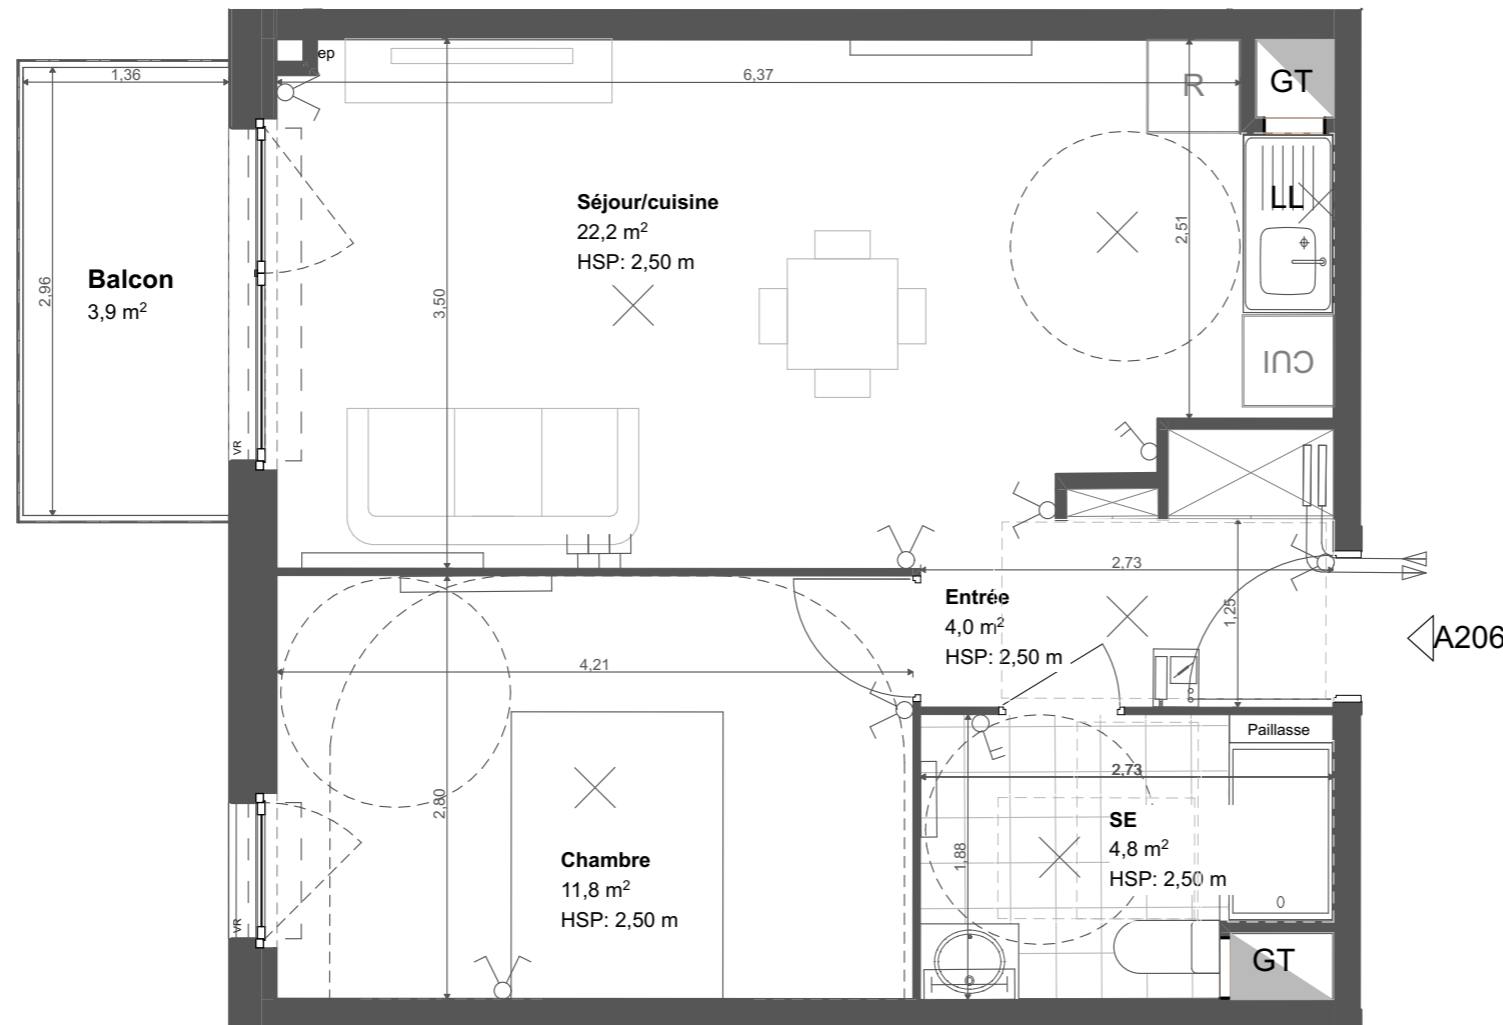 ep
1,36
6,37
R
GT
Séjour/cuisine
22,2 m²
HSP: 2,50 m
LL
2,51
Balcon
3,9 m²
2,96
3,50
CUI
VR
2,73
Entrée
4,0 m²
HSP: 2,50 m
1,25
A206
4,21
Paillasse
2,73
2,80
SE
4,8 m²
HSP: 2,50 m
1,88
Chambre
11,8 m²
HSP: 2,50 m
VR
GT